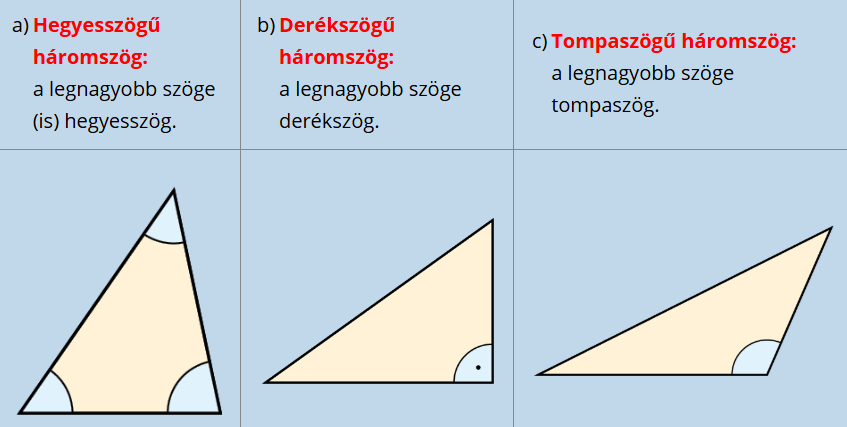 a) Hegyesszögű
háromszög:
a legnagyobb szöge
(is) hegyesszög.
b) Derékszögű
háromszög:
a legnagyobb szöge
derékszög.
c) Tompaszögű háromszög:
a legnagyobb szöge
tompaszög.